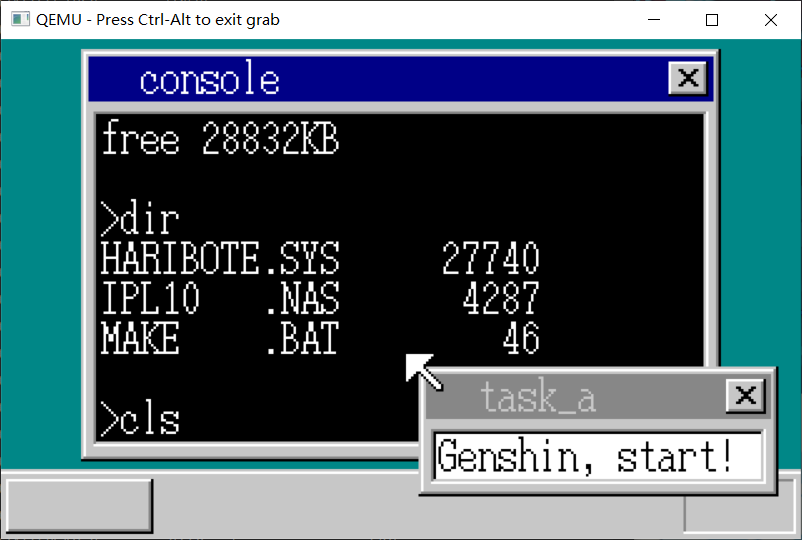 QEMU - Press Ctrl-Alt to exit grab
console
free 28832KB
>dir
HARIBOTE.SYS 27740
IPL10 .NAS 4287
MAKE .BAT 46
>cls
task_a
Genshin, start!